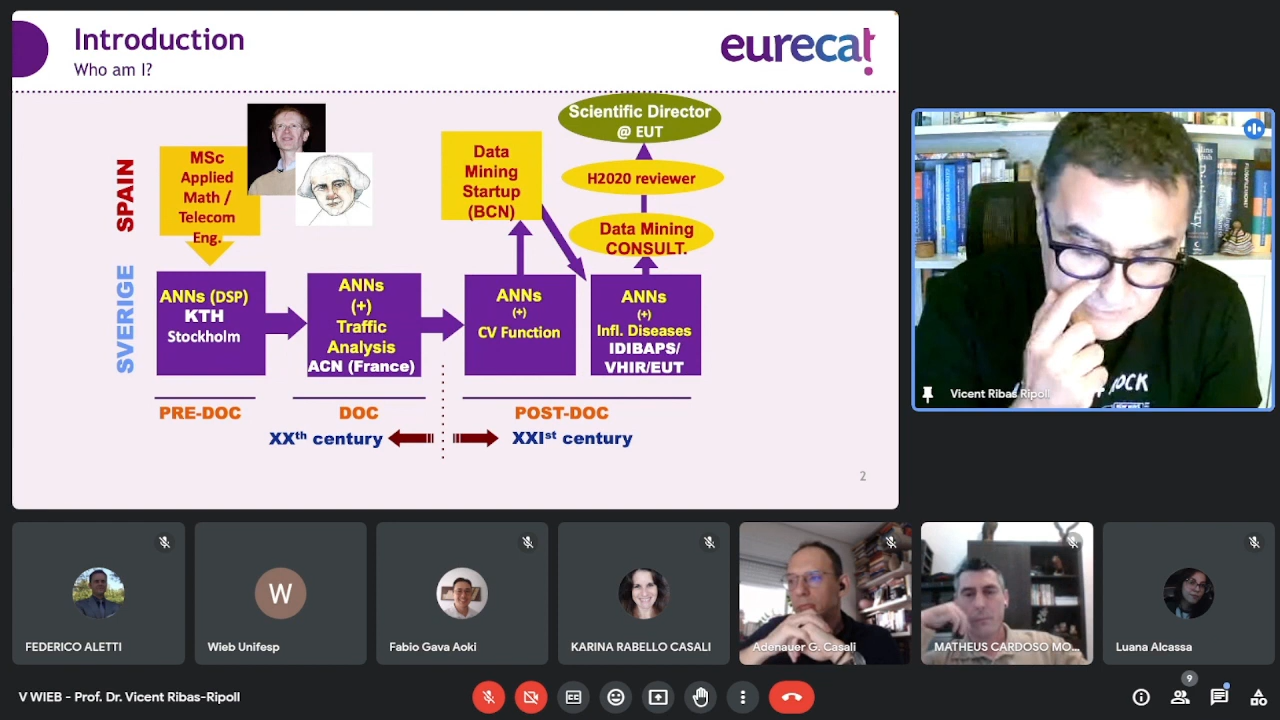 Introduction
Who am I?
eurecat
SPAIN
SVERIGE
MSc
Applied
Math /
Telecom
Eng.
Data
Mining
Startup
(BCN)
Scientific Director
@ EUT
H2020 reviewer
Data Mining
CONSULT.
ANNs (DSP)
KTH
Stockholm
ANNs
(+)
Traffic
Analysis
ACN (France)
ANNs
(+)
CV Function
ANNs
(+)
Infl. Diseases
IDIBAPS/
VHIR/EUT
PRE-DOC
DOC
POST-DOC
XXth century
XXIst century
2
Vicent Ribas Ripoll
FEDERICO ALETTI
W
Wieb Unifesp
Fabio Gava Aoki
KARINA RABELLO CASALI
Adenauer G. Casali
MATHEUS CARDOSO MO...
Luana Alcassa
V WIEB - Prof. Dr. Vicent Ribas-Ripoll
CC
9